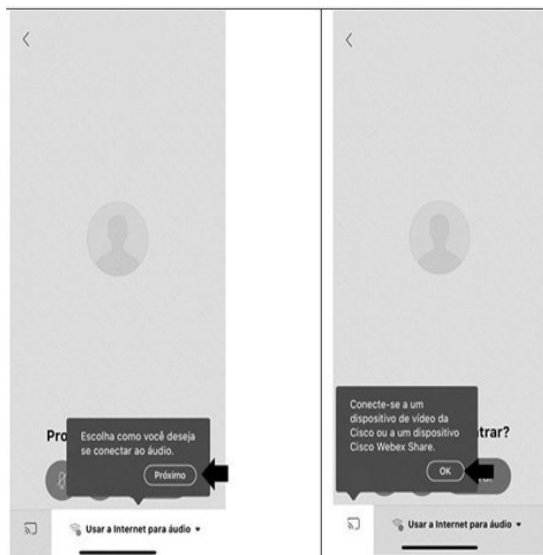 Pro
Escolha como você deseja
se conectar ao áudio.
Próximo
Usar a Internet para áudio
Conecte-se a um
dispositivo de vídeo da
Cisco ou a um dispositivo
Cisco Webex Share.
trar?
OK
Usar a Internet para áudio